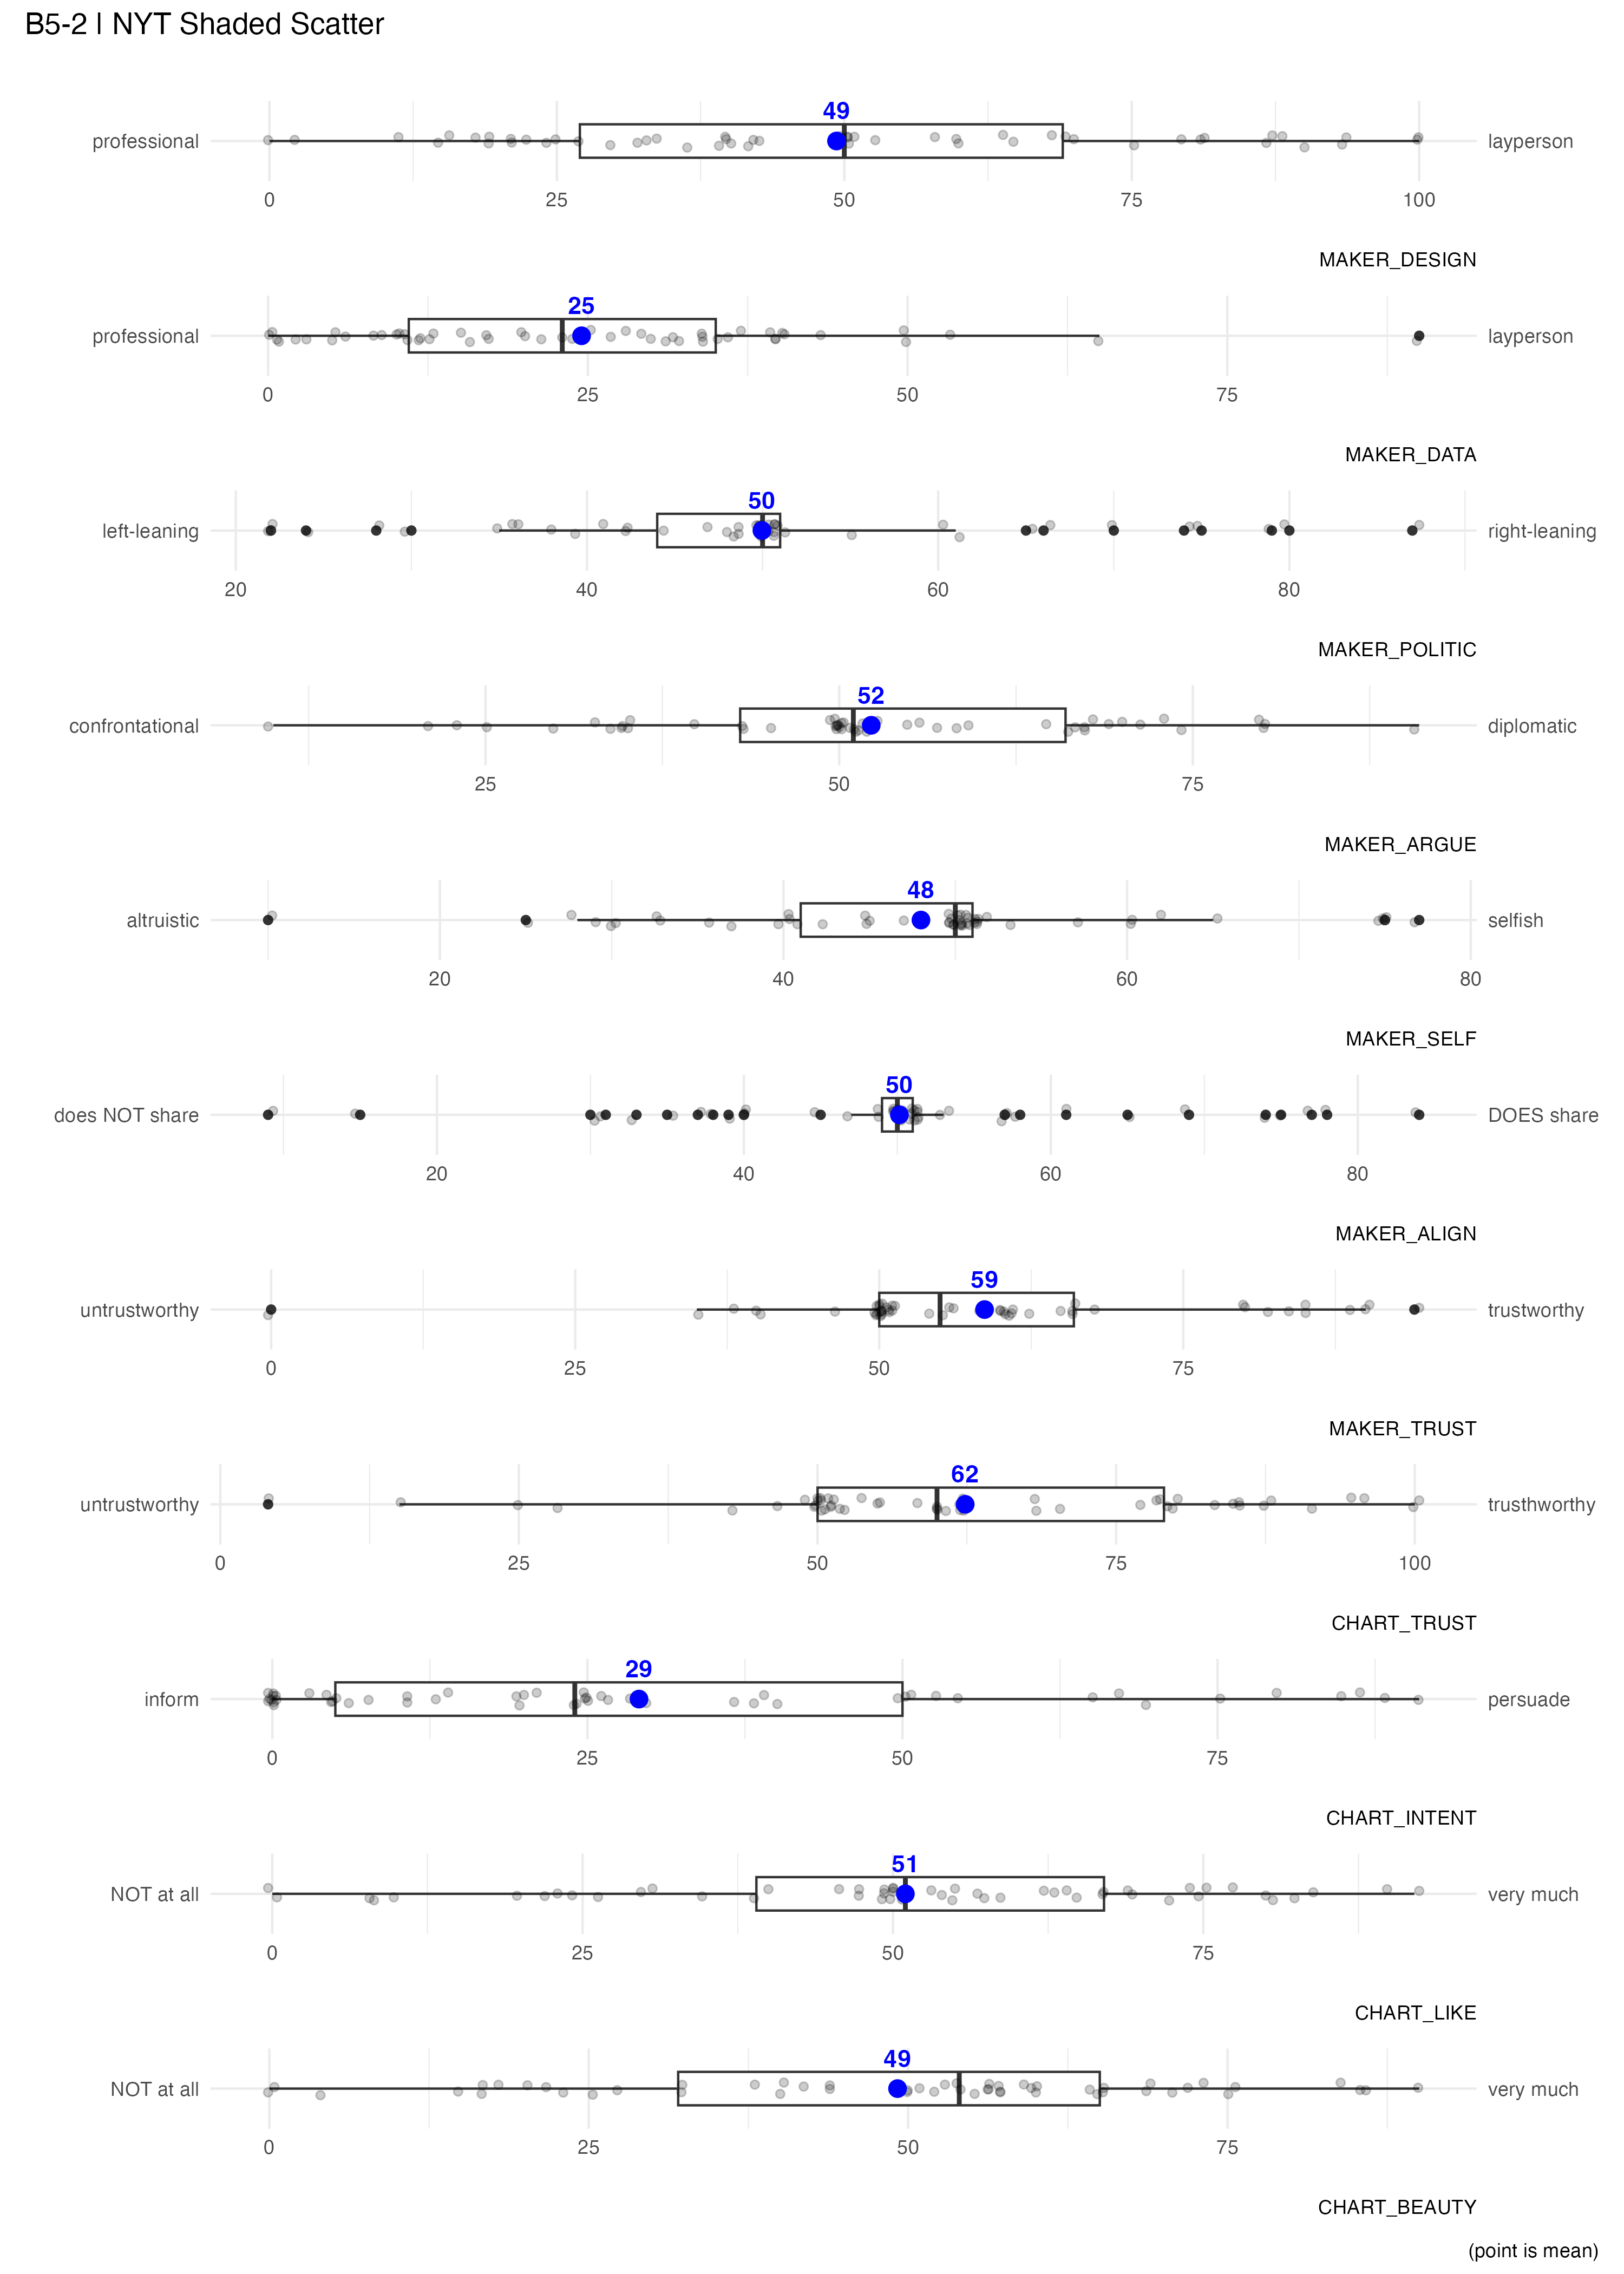 B5-2 | NYT Shaded Scatter
49
professional layperson
0 25 50 75 100
MAKER_DESIGN
25
professional layperson
0 25 50 75
MAKER_DATA
50
left-leaning right-leaning
20 40 60 80
MAKER_POLITIC
52
confrontational diplomatic
25 50 75
MAKER_ARGUE
48
altruistic selfish
20 40 60 80
MAKER_SELF
50
does NOT share DOES share
20 40 60 80
MAKER_ALIGN
59
untrustworthy trustworthy
0 25 50 75
MAKER_TRUST
62
untrustworthy trusthworthy
0 25 50 75 100
CHART_TRUST
29
inform persuade
0 25 50 75
CHART_INTENT
51
NOT at all very much
0 25 50 75
CHART_LIKE
49
NOT at all very much
0 25 50 75
CHART_BEAUTY
(point is mean)